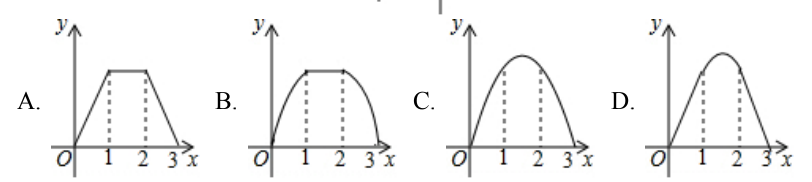 A. y O 1 2 3 x
B. y O 1 2 3 x
C. y O 1 2 3 x
D. y O 1 2 3 x